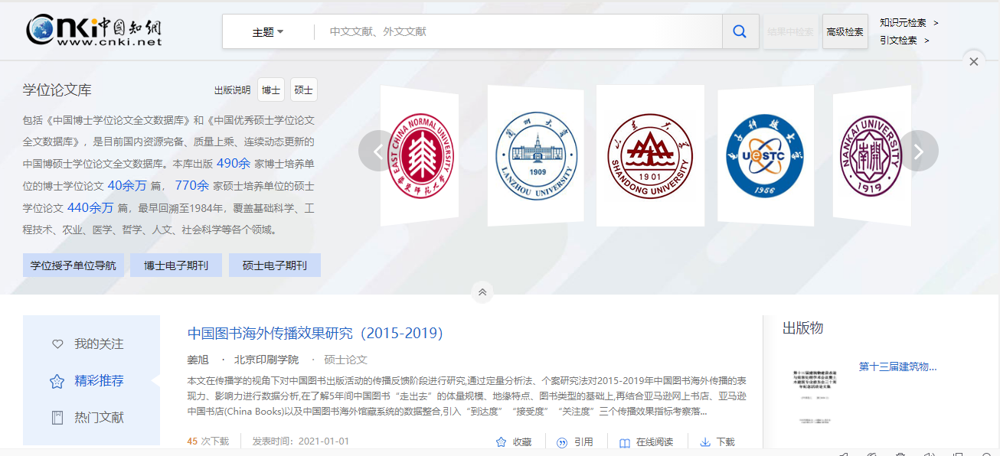 Cnki中国知網
www.cnki.net
主题
中文文献、外文文献
结果中检索
高级检索
知识元检索 >
引文检索 >
学位论文库
出版说明
博士
硕士
包括《中国博士学位论文全文数据库》和《中国优秀硕士学位论文
全文数据库》，是目前国内资源完备、质量上乘、连续动态更新的
中国博硕士学位论文全文数据库。本库出版 490余 家博士培养单
位的博士学位论文 40余万 篇， 770余 家硕士培养单位的硕士
学位论文 440余万 篇，最早回溯至1984年，覆盖基础科学、工
程技术、农业、医学、哲学、人文、社会科学等各个领域。
学位授予单位导航
博士电子期刊
硕士电子期刊
EAST CHINA NORMAL UNIVERSITY
華東師範大學
蘭州大學
1909
LANZHOU UNIVERSITY
山东大学
1901
SHANDONG UNIVERSITY
电子科技大学
UeSTC
1956
NANKAI UNIVERSITY
南開
1919
我的关注
精彩推荐
热门文献
中国图书海外传播效果研究（2015-2019）
姜旭 · 北京印刷学院 · 硕士论文
本文在传播学的视角下对中国图书出版活动的传播反馈阶段进行研究,通过定量分析法、个案研究法对2015-2019年中国图书海外传播的表
现力、影响力进行数据分析,在了解5年间中国图书“走出去”的体量规模、地缘特点、图书类型的基础上,再结合亚马逊网上书店、亚马逊
中国书店(China Books)以及中国图书海外馆藏系统的数据整合,引入“到达度”“接受度”“关注度”三个传播效果指标考察落...
45 次下载
发表时间：2021-01-01
收藏
引用
在线阅读
下载
出版物
第十三届建筑物...